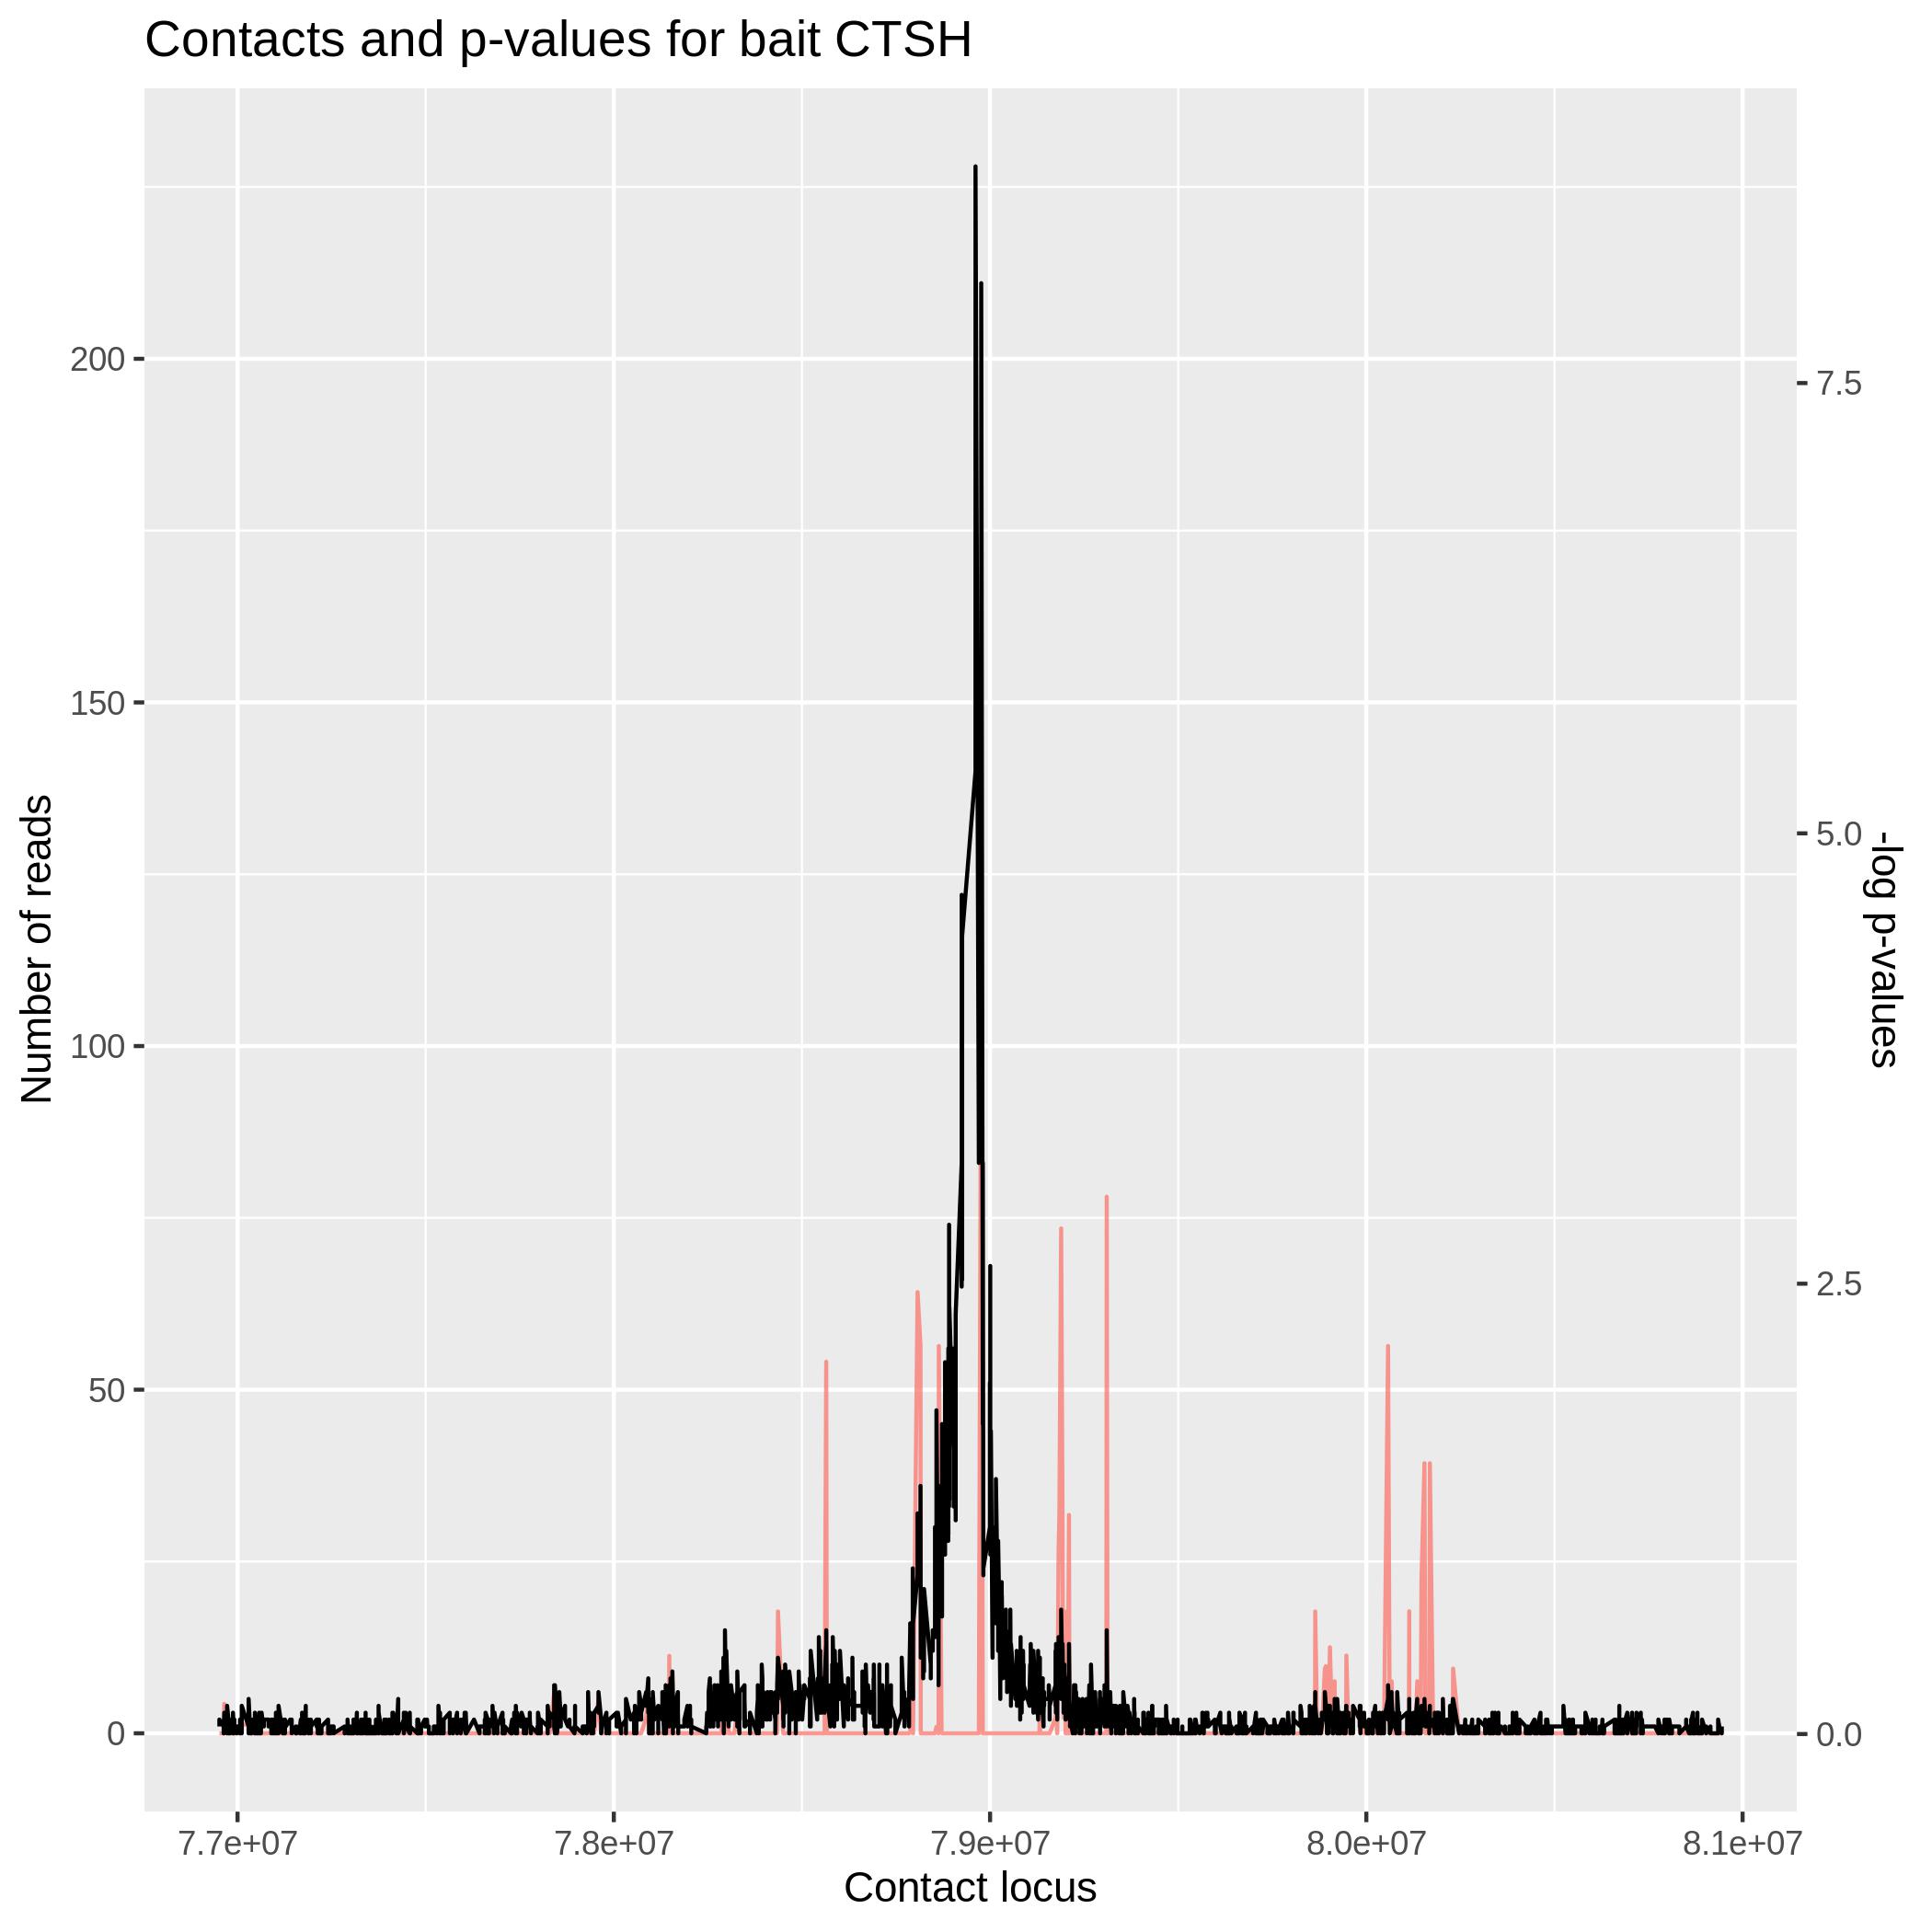 Contacts and p-values for bait CTSH
Number of reads
200
150
100
50
0
7.5
5.0
2.5
0.0
-log p-values
7.7e+07
7.8e+07
7.9e+07
8.0e+07
8.1e+07
Contact locus